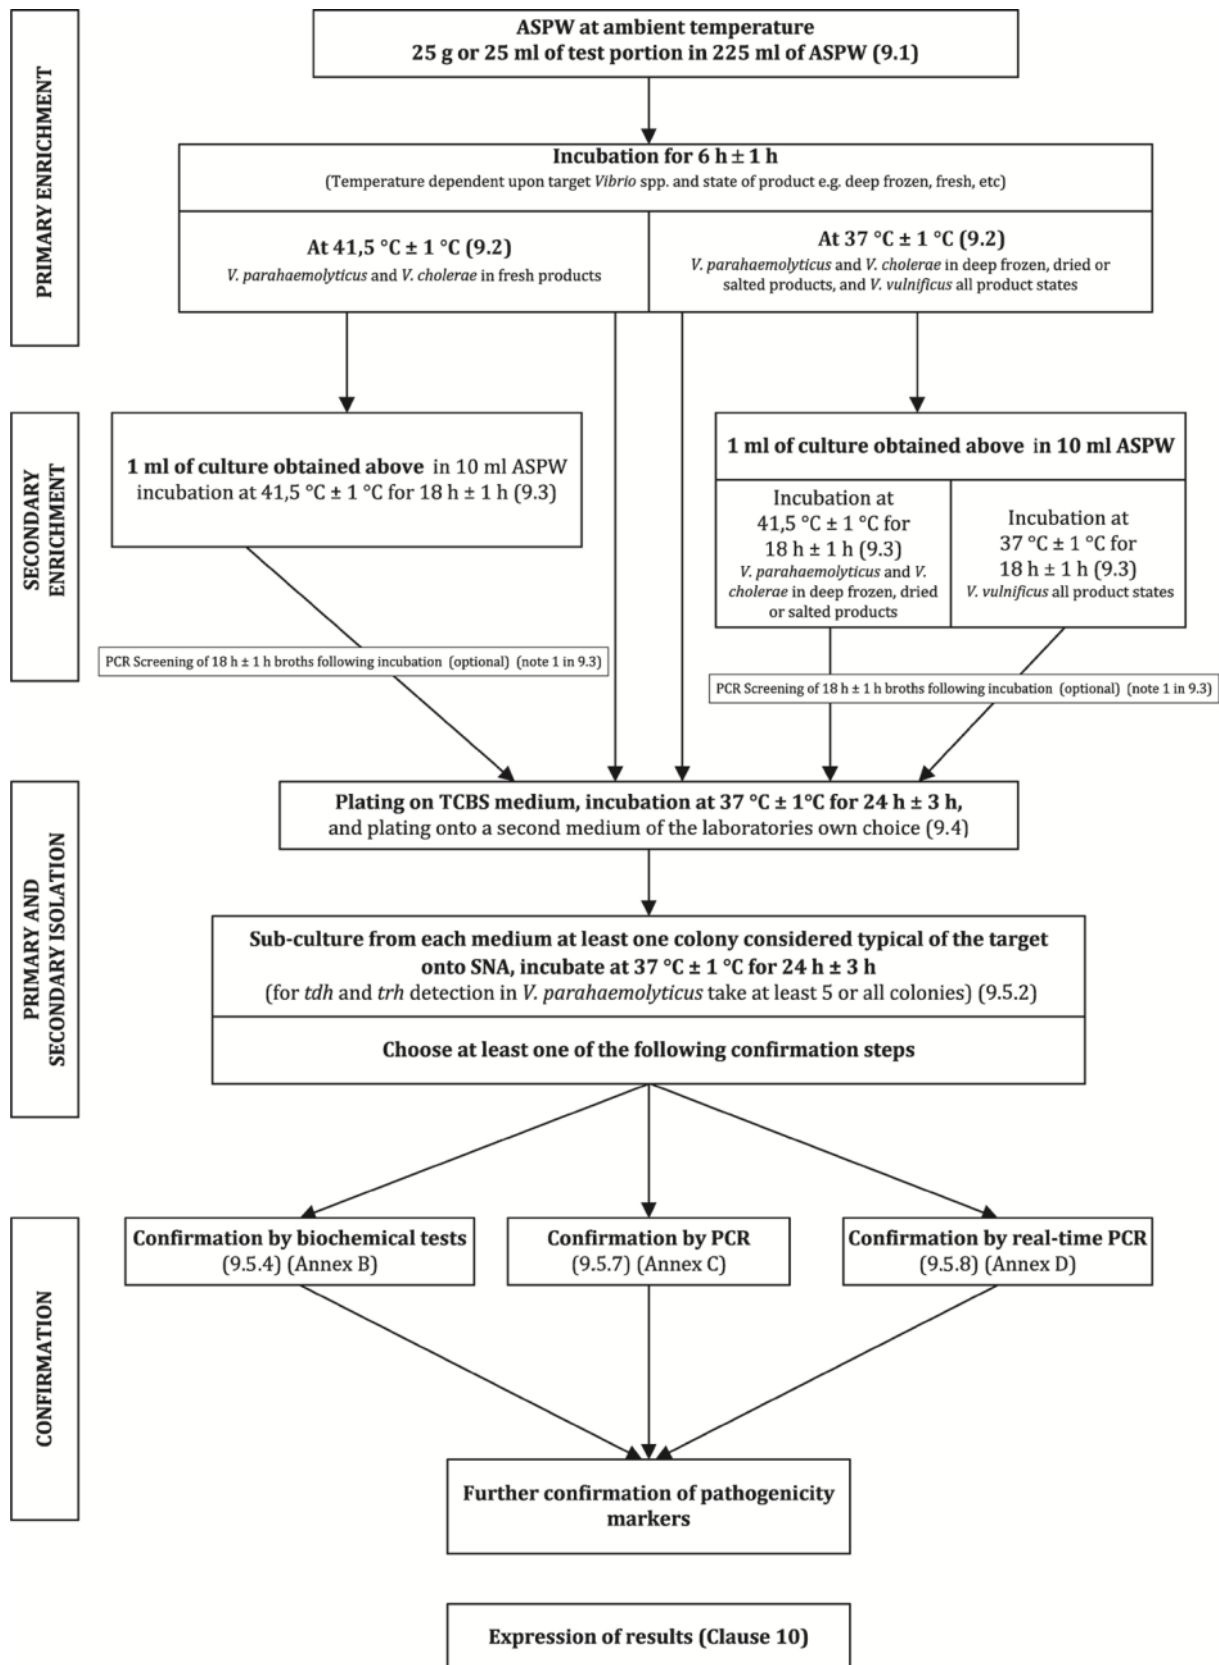 PRIMARY ENRICHMENT
ASPW at ambient temperature
25 g or 25 ml of test portion in 225 ml of ASPW (9.1)
Incubation for 6 h ± 1 h
(Temperature dependent upon target Vibrio spp. and state of product e.g. deep frozen, fresh, etc)
At 41,5 °C ± 1 °C (9.2)
V. parahaemolyticus and V. cholerae in fresh products
At 37 °C ± 1 °C (9.2)
V. parahaemolyticus and V. cholerae in deep frozen, dried or
salted products, and V. vulnificus all product states
SECONDARY
ENRICHMENT
1 ml of culture obtained above in 10 ml ASPW
incubation at 41,5 °C ± 1 °C for 18 h ± 1 h (9.3)
1 ml of culture obtained above in 10 ml ASPW
Incubation at
41,5 °C ± 1 °C for
18 h ± 1 h (9.3)
V. parahaemolyticus and V.
cholerae in deep frozen, dried
or salted products
Incubation at
37 °C ± 1 °C for
18 h ± 1 h (9.3)
V. vulnificus all product states
PCR Screening of 18 h ± 1 h broths following incubation (optional) (note 1 in 9.3)
PCR Screening of 18 h ± 1 h broths following incubation (optional) (note 1 in 9.3)
PRIMARY AND
SECONDARY ISOLATION
Plating on TCBS medium, incubation at 37 °C ± 1°C for 24 h ± 3 h,
and plating onto a second medium of the laboratories own choice (9.4)
Sub-culture from each medium at least one colony considered typical of the target
onto SNA, incubate at 37 °C ± 1 °C for 24 h ± 3 h
(for tdh and trh detection in V. parahaemolyticus take at least 5 or all colonies) (9.5.2)
Choose at least one of the following confirmation steps
CONFIRMATION
Confirmation by biochemical tests
(9.5.4) (Annex B)
Confirmation by PCR
(9.5.7) (Annex C)
Confirmation by real-time PCR
(9.5.8) (Annex D)
Further confirmation of pathogenicity
markers
Expression of results (Clause 10)